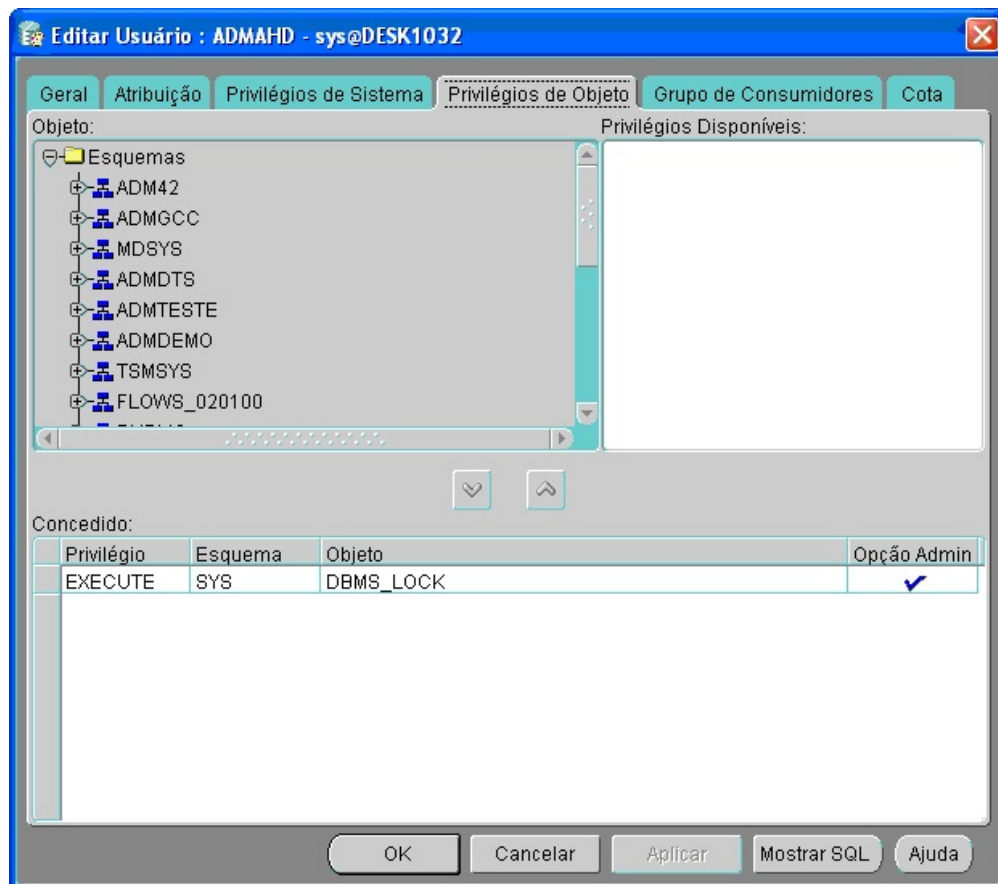 Editar Usuário : ADMAHD - sys@DESK1032
Geral Atribuição Privilégios de Sistema Privilégios de Objeto Grupo de Consumidores Cota
Objeto: Privilégios Disponíveis:
Esquemas
ADM42
ADMGCC
MDSYS
ADMDTS
ADMTESTE
ADMDEMO
TSMSYS
FLOWS_020100
Concedido:
Privilégio Esquema Objeto Opção Admin
EXECUTE SYS DBMS_LOCK
OK Cancelar Aplicar Mostrar SQL Ajuda